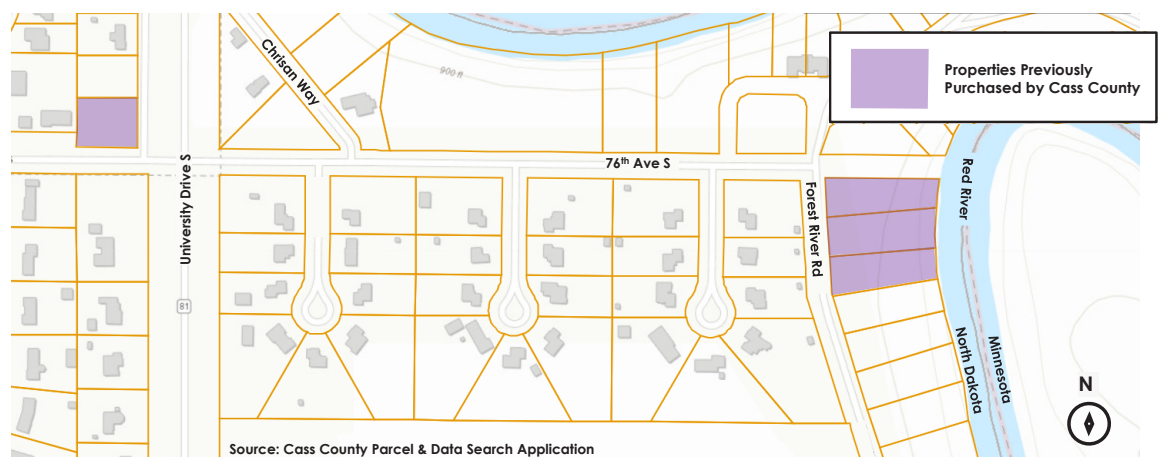 Chrisan Way
900 ft
Properties Previously
Purchased by Cass County
76th Ave S
University Drive S
Forest River Rd
Red River
81
North Dakota
Minnesota
N
Source: Cass County Parcel & Data Search Application